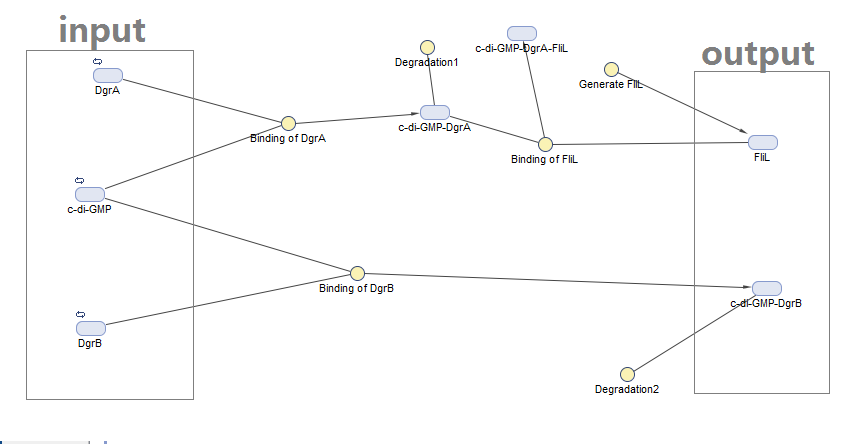 input
output
DgrA
Degradation1
c-di-GMP-DgrA-FliL
Generate FliL
Binding of DgrA
c-di-GMP-DgrA
Binding of FliL
FliL
c-di-GMP
Binding of DgrB
c-di-GMP-DgrB
DgrB
Degradation2